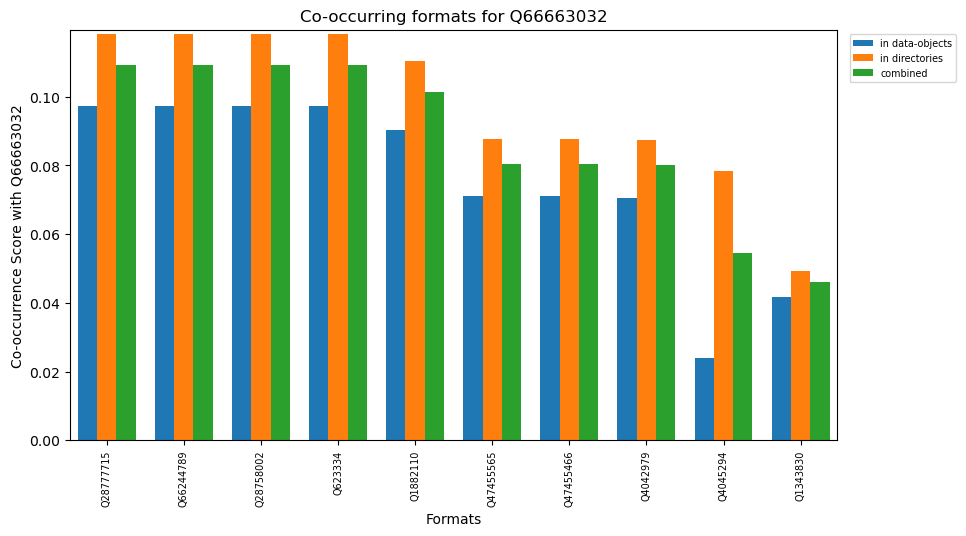 Co-occurring formats for Q66663032
in data-objects
in directories
combined
Co-occurrence Score with Q66663032
0.10
0.08
0.06
0.04
0.02
0.00
Q28777715
Q66244789
Q28758002
Q623334
Q1882110
Q47455565
Q47455466
Q4042979
Q4045294
Q1343830
Formats